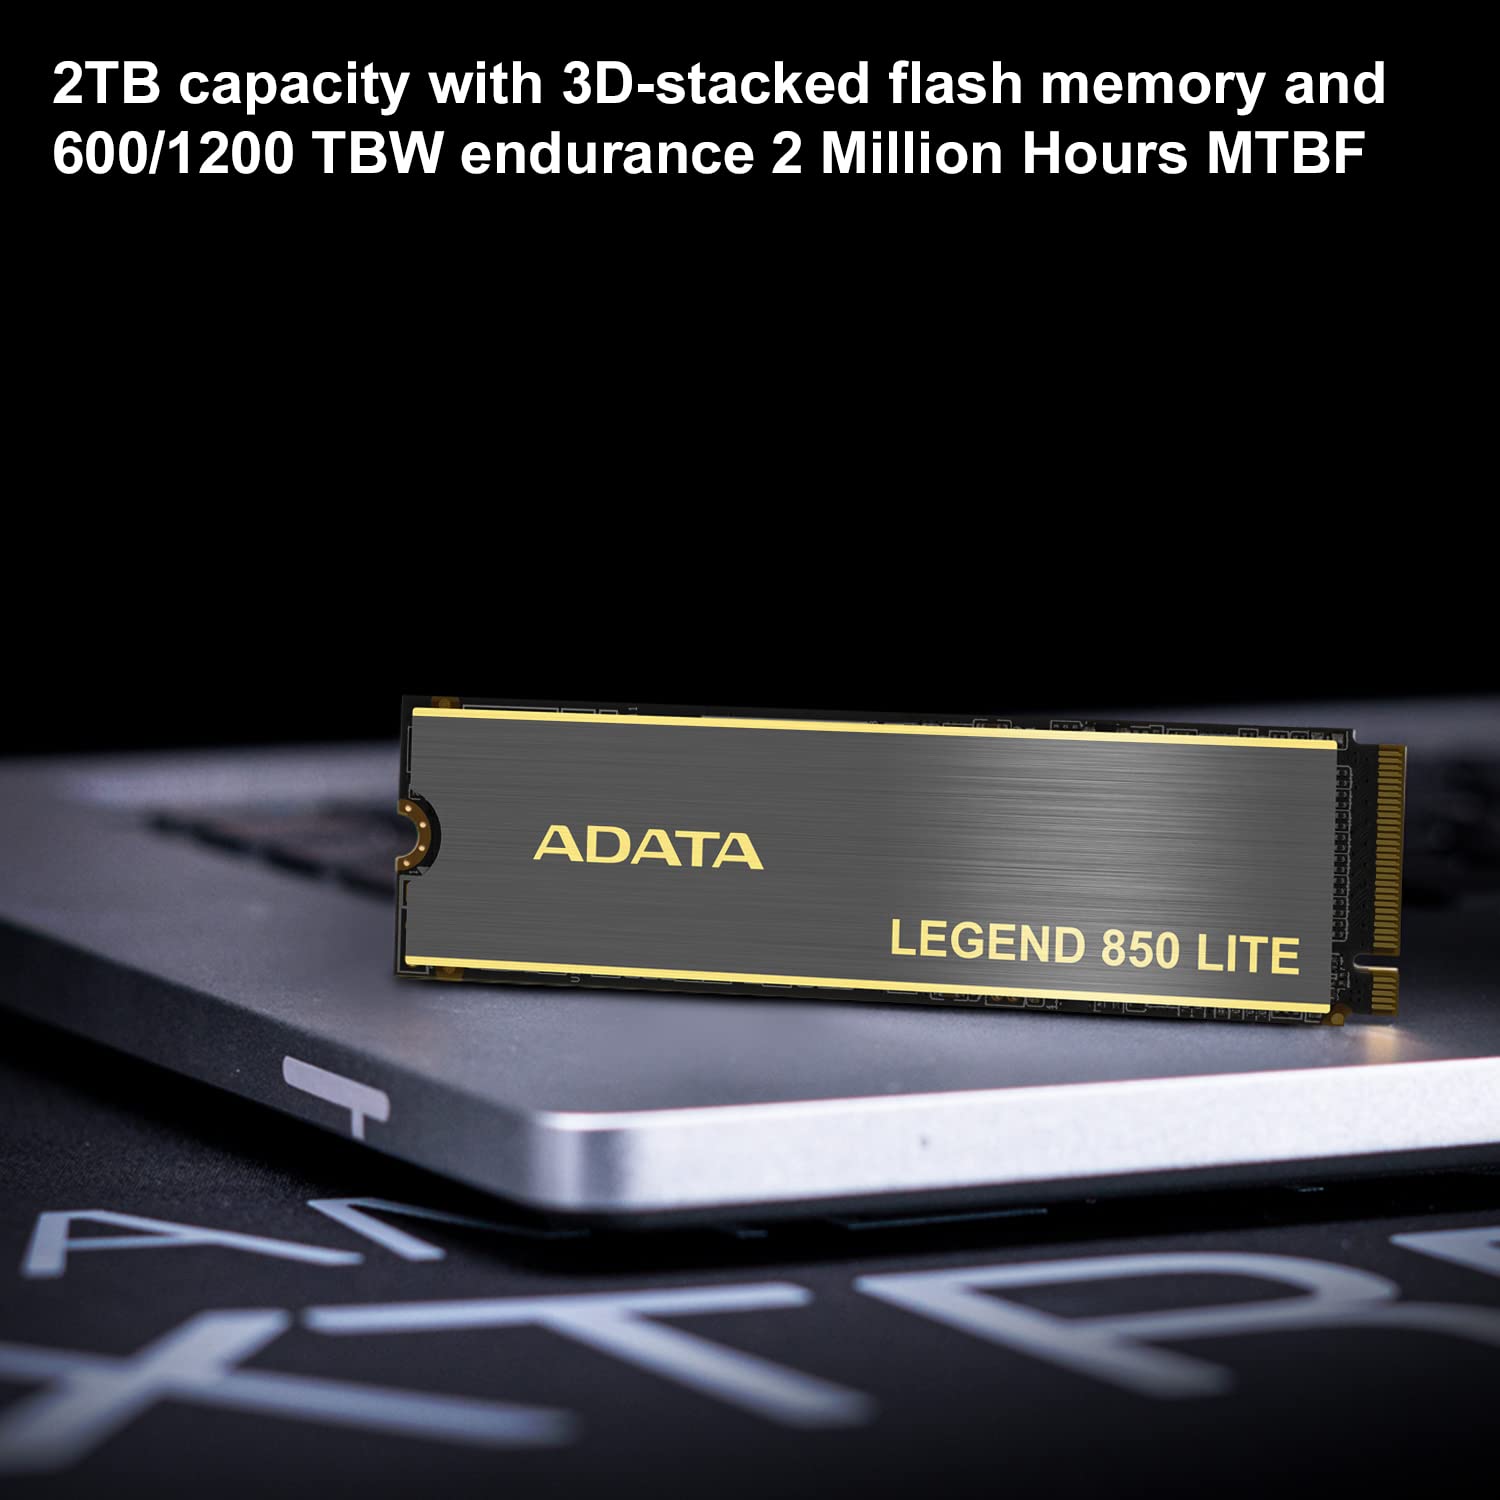 2TB capacity with 3D-stacked flash memory and
600/1200 TBW endurance 2 Million Hours MTBF
ADATA
LEGEND 850 LITE